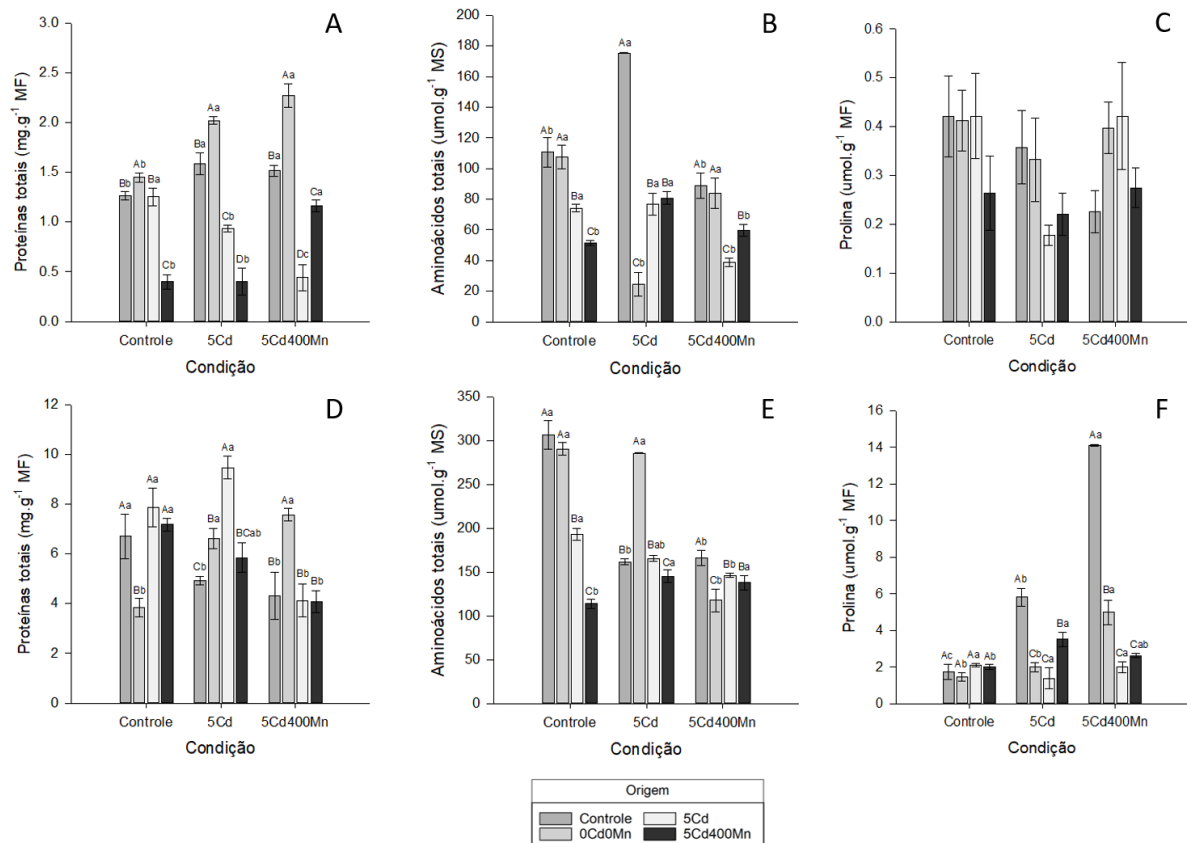 A
Proteínas totais (mg.g-1 MF)
3.0
2.5
2.0
1.5
1.0
0.5
0.0
Bb Ab Ba Cb
Ba Aa Cb Db
Ba Aa Dc Ca
Controle 5Cd 5Cd400Mn
Condição
B
Aminoácidos totais (umol.g-1 MS)
200
180
160
140
120
100
80
60
40
20
0
Ab Aa Ba Cb
Aa Cb Ba Ba
Ab Aa Cb Bb
Controle 5Cd 5Cd400Mn
Condição
C
Prolina (umol.g-1 MF)
0.6
0.5
0.4
0.3
0.2
0.1
0.0
Controle 5Cd 5Cd400Mn
Condição
D
Proteínas totais (mg.g-1 MF)
12
10
8
6
4
2
0
Aa Bb Aa Aa
Cb Ba Aa BCab
Bb Aa Bb Bb
Controle 5Cd 5Cd400Mn
Condição
E
Aminoácidos totais (umol.g-1 MS)
350
300
250
200
150
100
50
0
Aa Aa Ba Cb
Bb Aa Bab Ca
Ab Cb Bb Ba
Controle 5Cd 5Cd400Mn
Condição
F
Prolina (umol.g-1 MF)
16
14
12
10
8
6
4
2
0
Ac Ab Aa Ab
Ab Cb Ca Ba
Aa Ba Ca Cab
Controle 5Cd 5Cd400Mn
Condição
Origem
Controle 5Cd
0Cd0Mn 5Cd400Mn